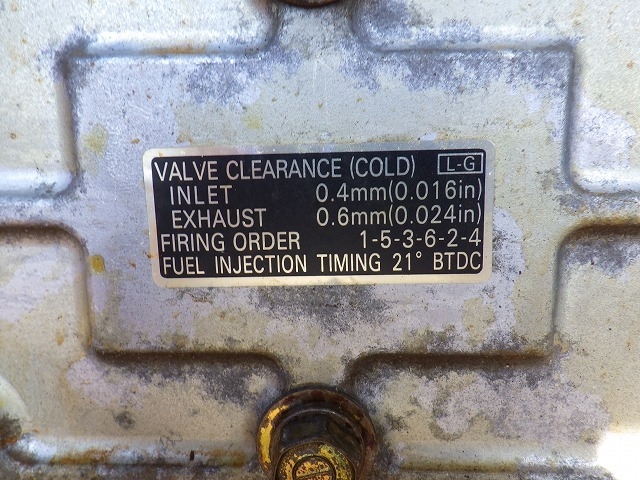 VALVE CLEARANCE (COLD) L-G
INLET 0.4mm(0.016in)
EXHAUST 0.6mm(0.024in)
FIRING ORDER 1-5-3-6-2-4
FUEL INJECTION TIMING 21° BTDC